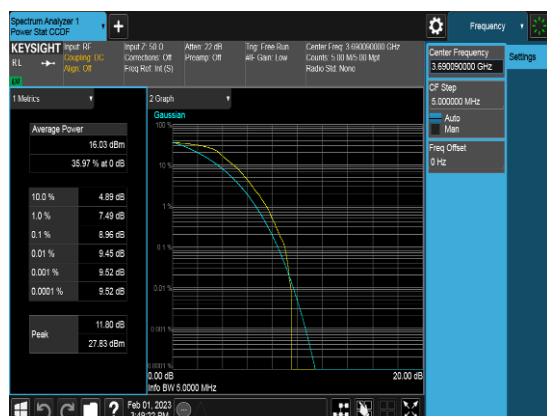 Spectrum Analyzer 1
Power Stat CCDF
+
Frequency
KEYSIGHT
RL
Input: RF
Coupling: DC
Align: Off
Input Z: 50 Ω
Corrections: Off
Freq Ref: Int (S)
Atten: 22 dB
Preamp: Off
Trig: Free Run
#IF Gain: Low
Center Freq: 3.690090000 GHz
Counts: 5.00 M/5.00 Mpt
Radio Std: None
Center Frequency
3.690090000 GHz
Settings
CF Step
5.000000 MHz
Auto
Man
Freq Offset
0 Hz
1 Metrics
Average Power
16.03 dBm
35.97 % at 0 dB
10.0 % 4.89 dB
1.0 % 7.49 dB
0.1 % 8.96 dB
0.01 % 9.45 dB
0.001 % 9.52 dB
0.0001 % 9.52 dB
Peak
11.80 dB
27.83 dBm
2 Graph
Gaussian
100 %
10 %
1 %
0.1 %
0.01 %
0.001 %
0.0001 %
0.00 dB
20.00 dB
Info BW 5.0000 MHz
?
Feb 01, 2023